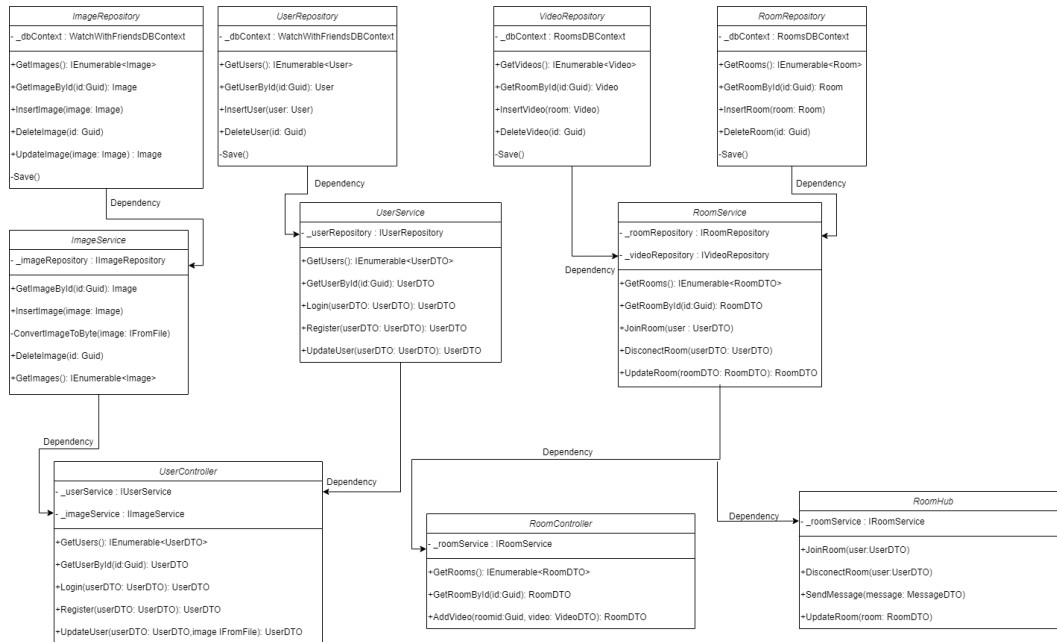 ImageRepository
- _dbContext : WatchWithFriendsDBContext
+GetImages(): IEnumerable<Image>
+GetImageById(id:Guid): Image
+InsertImage(image: Image)
+DeleteImage(id: Guid)
+UpdateImage(image: Image) : Image
-Save()
UserRepository
- _dbContext : WatchWithFriendsDBContext
+GetUsers(): IEnumerable<User>
+GetUserById(id:Guid): User
+InsertUser(user: User)
+DeleteUser(id: Guid)
-Save()
VideoRepository
- _dbContext : RoomsDBContext
+GetVideos(): IEnumerable<Video>
+GetRoomById(id:Guid): Video
+InsertVideo(room: Video)
+DeleteVideo(id: Guid)
-Save()
RoomRepository
- _dbContext : RoomsDBContext
+GetRooms(): IEnumerable<Room>
+GetRoomById(id:Guid): Room
+InsertRoom(room: Room)
+DeleteRoom(id: Guid)
-Save()
Dependency
Dependency
Dependency
Dependency
ImageService
- _imageRepository : IImageRepository
+GetImageById(id:Guid): Image
+InsertImage(image: Image)
-ConvertImageToByte(image: IFromFile)
+DeleteImage(id: Guid)
+GetImages(): IEnumerable<Image>
UserService
- _userRepository : IUserRepository
+GetUsers(): IEnumerable<UserDTO>
+GetUserById(id:Guid): UserDTO
+Login(userDTO: UserDTO): UserDTO
+Register(userDTO: UserDTO): UserDTO
+UpdateUser(userDTO: UserDTO): UserDTO
RoomService
- _roomRepository : IRoomRepository
- _videoRepository : IVideoRepository
+GetRooms(): IEnumerable<RoomDTO>
+GetRoomById(id:Guid): RoomDTO
+JoinRoom(user : UserDTO)
+DisconectRoom(userDTO: UserDTO)
+UpdateRoom(roomDTO: RoomDTO): RoomDTO
Dependency
Dependency
Dependency
Dependency
UserController
- _userService : IUserService
- _imageService : IImageService
+GetUsers(): IEnumerable<UserDTO>
+GetUserById(id:Guid): UserDTO
+Login(userDTO: UserDTO): UserDTO
+Register(userDTO: UserDTO): UserDTO
+UpdateUser(userDTO: UserDTO,image IFromFile): UserDTO
RoomController
- _roomService : IRoomService
+GetRooms(): IEnumerable<RoomDTO>
+GetRoomById(id:Guid): RoomDTO
+AddVideo(roomid:Guid, video: VideoDTO): RoomDTO
RoomHub
- _roomService : IRoomService
+JoinRoom(user:UserDTO)
+DisconectRoom(user:UserDTO)
+SendMessage(message: MessageDTO)
+UpdateRoom(room: RoomDTO)